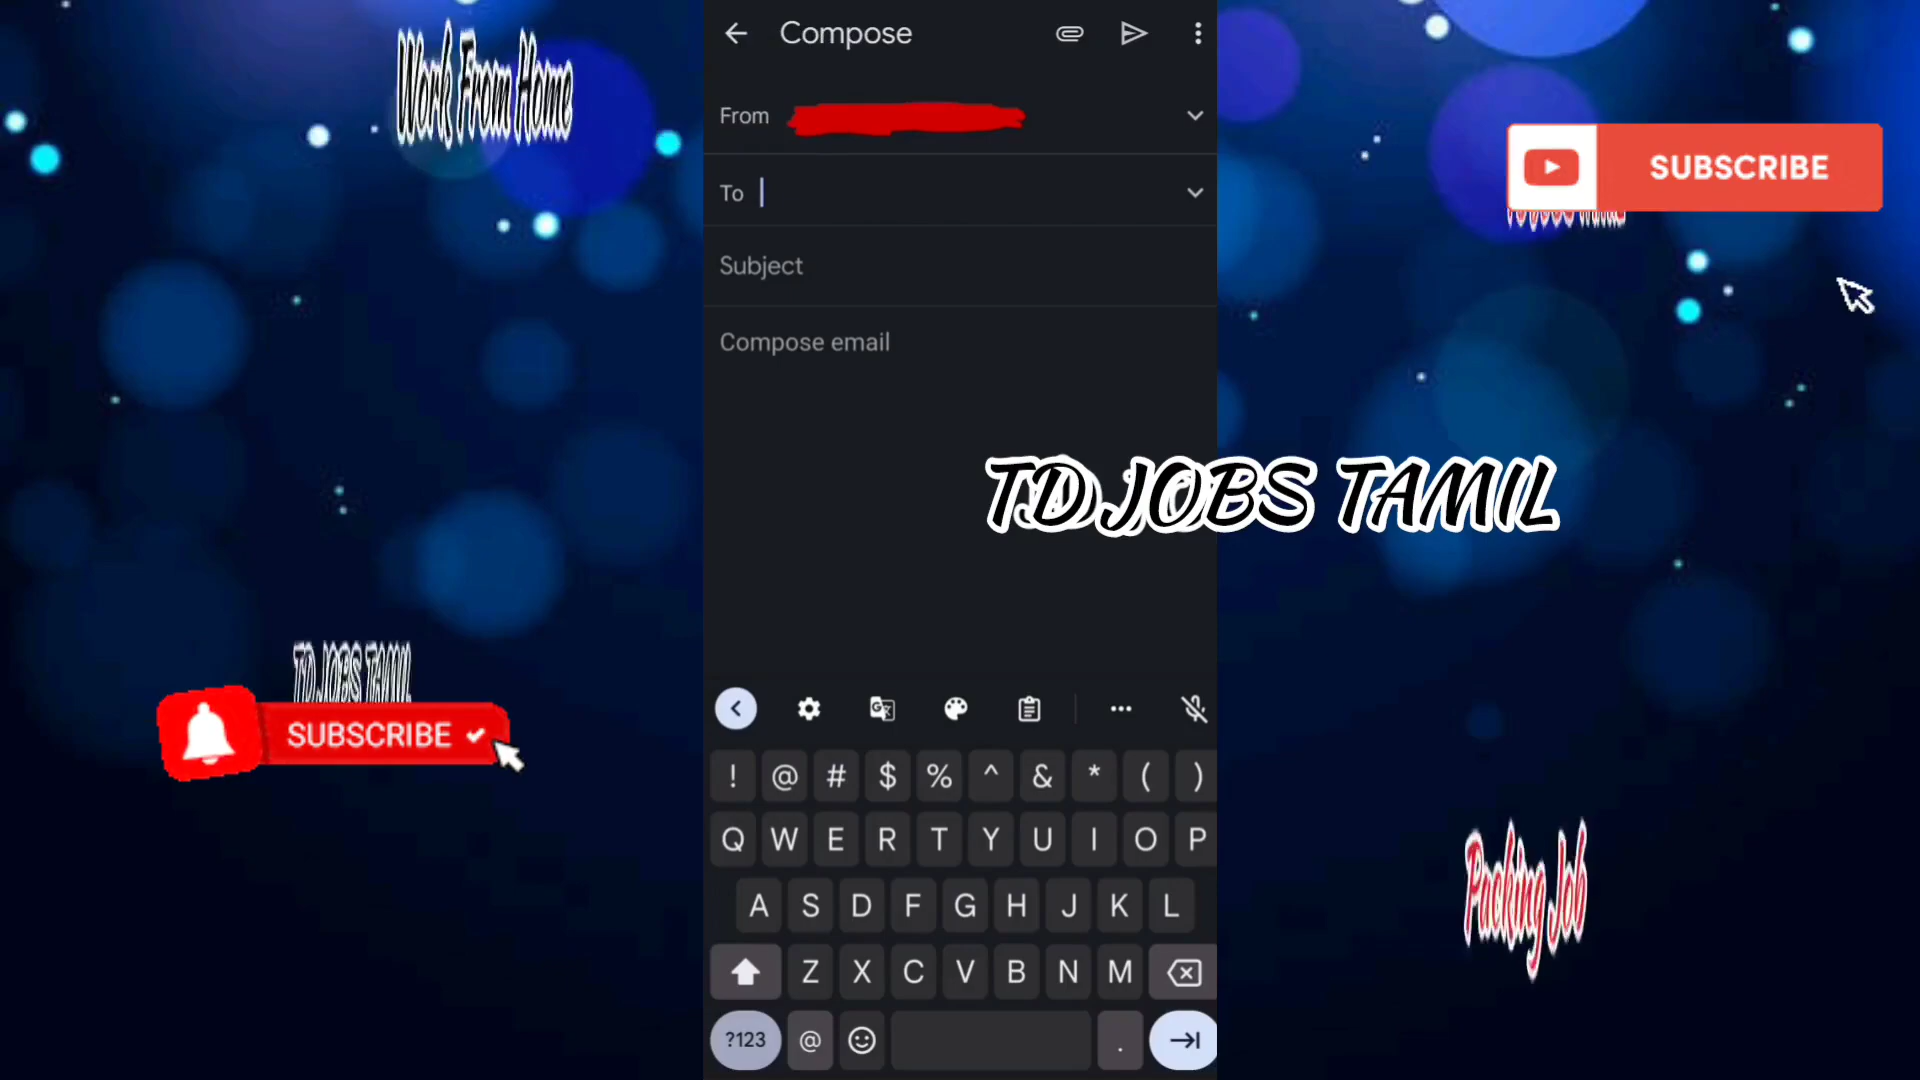 Work From Home
Compose
From
To
Subject
Compose email
SUBSCRIBE
TD JOBS TAMIL
TD JOBS TAMIL
SUBSCRIBE
Packing Job
! @ # $ % ^ & * ( )
Q W E R T Y U I O P
A S D F G H J K L
Z X C V B N M
?123 @ .